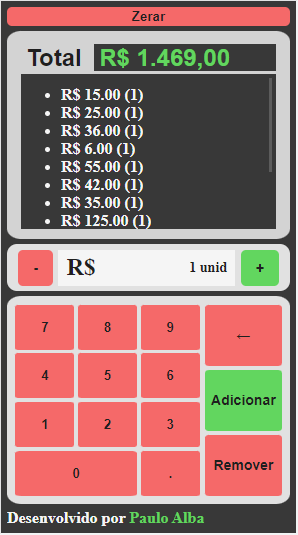 Zerar
Total R$ 1.469,00
R$ 15.00 (1)
R$ 25.00 (1)
R$ 36.00 (1)
R$ 6.00 (1)
R$ 55.00 (1)
R$ 42.00 (1)
R$ 35.00 (1)
R$ 125.00 (1)
- R$ 1 unid +
7 8 9 ←
4 5 6 Adicionar
1 2 3
0 . Remover
Desenvolvido por Paulo Alba